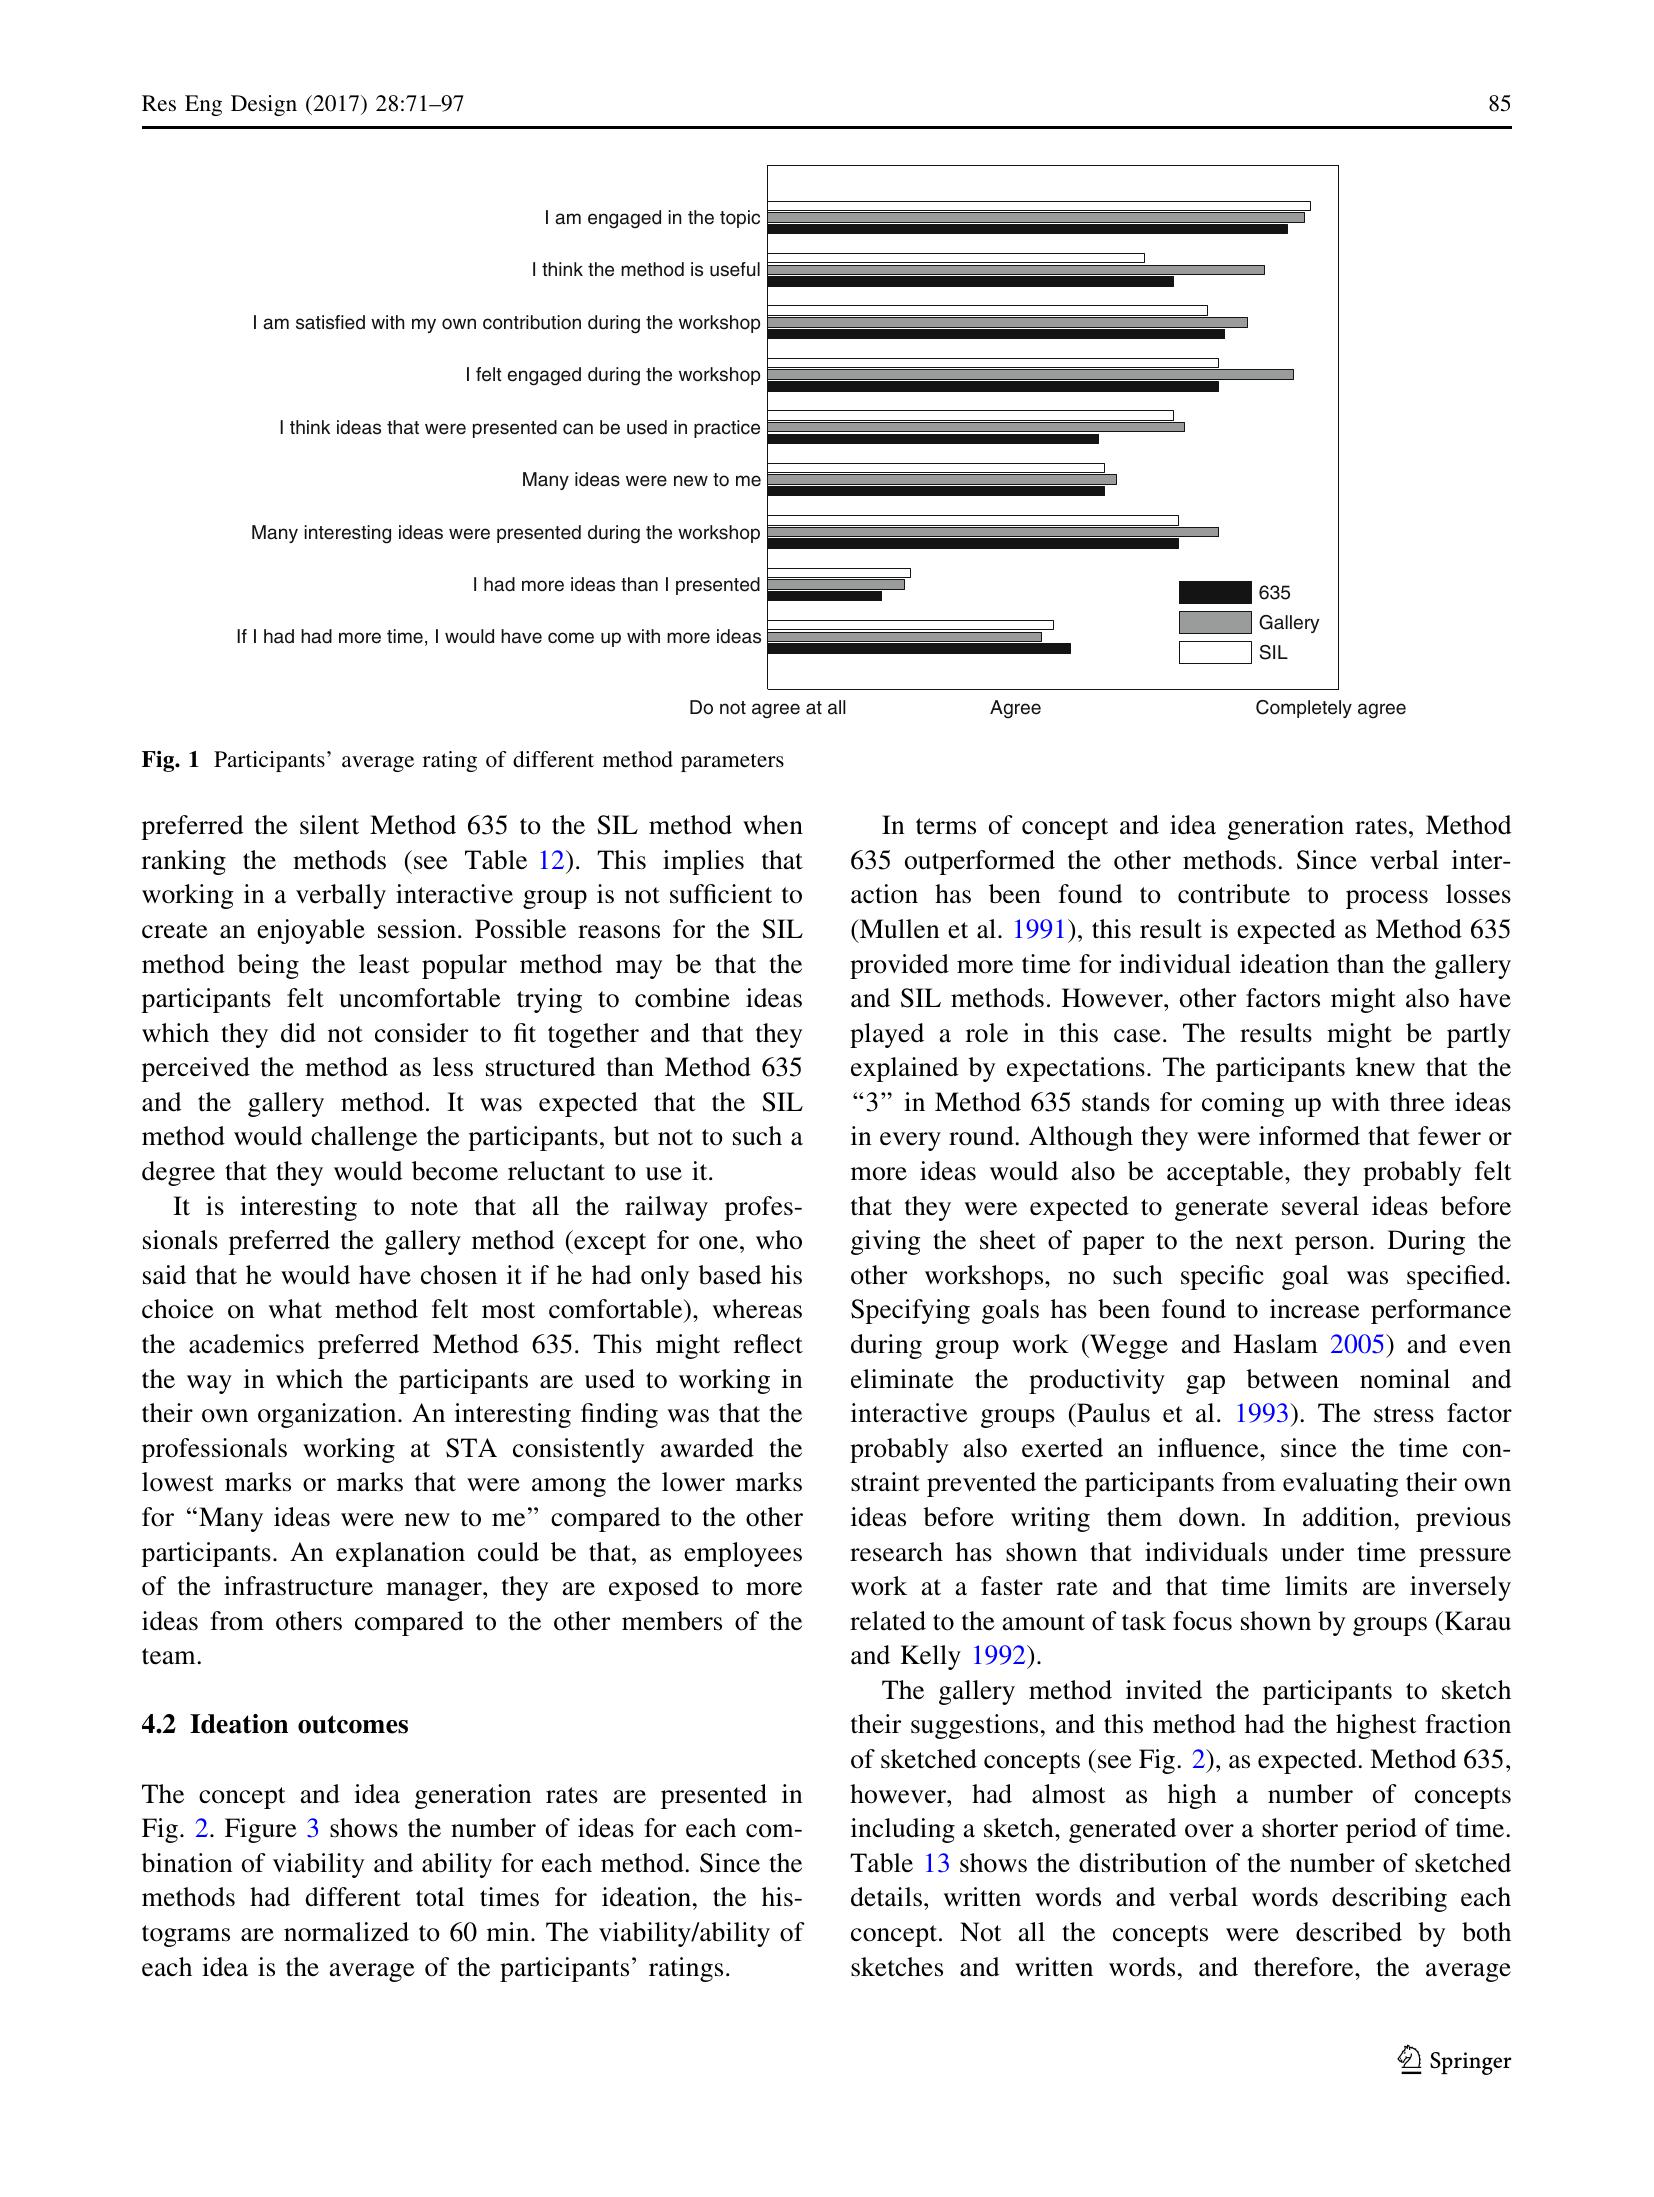 Res Eng Design (2017) 28:71–97
85
I am engaged in the topic
I think the method is useful
I am satisfied with my own contribution during the workshop
I felt engaged during the workshop
I think ideas that were presented can be used in practice
Many ideas were new to me
Many interesting ideas were presented during the workshop
I had more ideas than I presented
If I had had more time, I would have come up with more ideas
635
Gallery
SIL
Do not agree at all
Agree
Completely agree
Fig. 1 Participants’ average rating of different method parameters
preferred the silent Method 635 to the SIL method when
ranking the methods (see Table 12). This implies that
working in a verbally interactive group is not sufficient to
create an enjoyable session. Possible reasons for the SIL
method being the least popular method may be that the
participants felt uncomfortable trying to combine ideas
which they did not consider to fit together and that they
perceived the method as less structured than Method 635
and the gallery method. It was expected that the SIL
method would challenge the participants, but not to such a
degree that they would become reluctant to use it.
It is interesting to note that all the railway profes-
sionals preferred the gallery method (except for one, who
said that he would have chosen it if he had only based his
choice on what method felt most comfortable), whereas
the academics preferred Method 635. This might reflect
the way in which the participants are used to working in
their own organization. An interesting finding was that the
professionals working at STA consistently awarded the
lowest marks or marks that were among the lower marks
for “Many ideas were new to me” compared to the other
participants. An explanation could be that, as employees
of the infrastructure manager, they are exposed to more
ideas from others compared to the other members of the
team.
4.2 Ideation outcomes
The concept and idea generation rates are presented in
Fig. 2. Figure 3 shows the number of ideas for each com-
bination of viability and ability for each method. Since the
methods had different total times for ideation, the his-
tograms are normalized to 60 min. The viability/ability of
each idea is the average of the participants’ ratings.
In terms of concept and idea generation rates, Method
635 outperformed the other methods. Since verbal inter-
action has been found to contribute to process losses
(Mullen et al. 1991), this result is expected as Method 635
provided more time for individual ideation than the gallery
and SIL methods. However, other factors might also have
played a role in this case. The results might be partly
explained by expectations. The participants knew that the
“3” in Method 635 stands for coming up with three ideas
in every round. Although they were informed that fewer or
more ideas would also be acceptable, they probably felt
that they were expected to generate several ideas before
giving the sheet of paper to the next person. During the
other workshops, no such specific goal was specified.
Specifying goals has been found to increase performance
during group work (Wegge and Haslam 2005) and even
eliminate the productivity gap between nominal and
interactive groups (Paulus et al. 1993). The stress factor
probably also exerted an influence, since the time con-
straint prevented the participants from evaluating their own
ideas before writing them down. In addition, previous
research has shown that individuals under time pressure
work at a faster rate and that time limits are inversely
related to the amount of task focus shown by groups (Karau
and Kelly 1992).
The gallery method invited the participants to sketch
their suggestions, and this method had the highest fraction
of sketched concepts (see Fig. 2), as expected. Method 635,
however, had almost as high a number of concepts
including a sketch, generated over a shorter period of time.
Table 13 shows the distribution of the number of sketched
details, written words and verbal words describing each
concept. Not all the concepts were described by both
sketches and written words, and therefore, the average
Springer